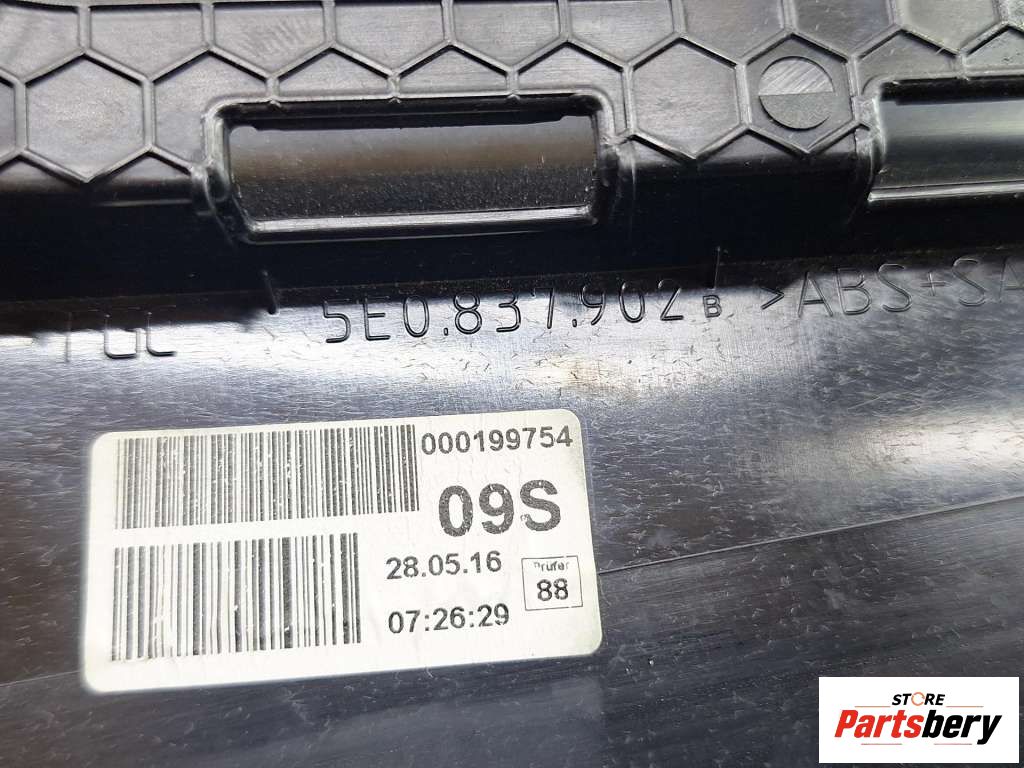 5E0.837.902 B >ABS+SA
000199754
09S
28.05.16
Prüfer
88
07:26:29
STORE
Partsbery